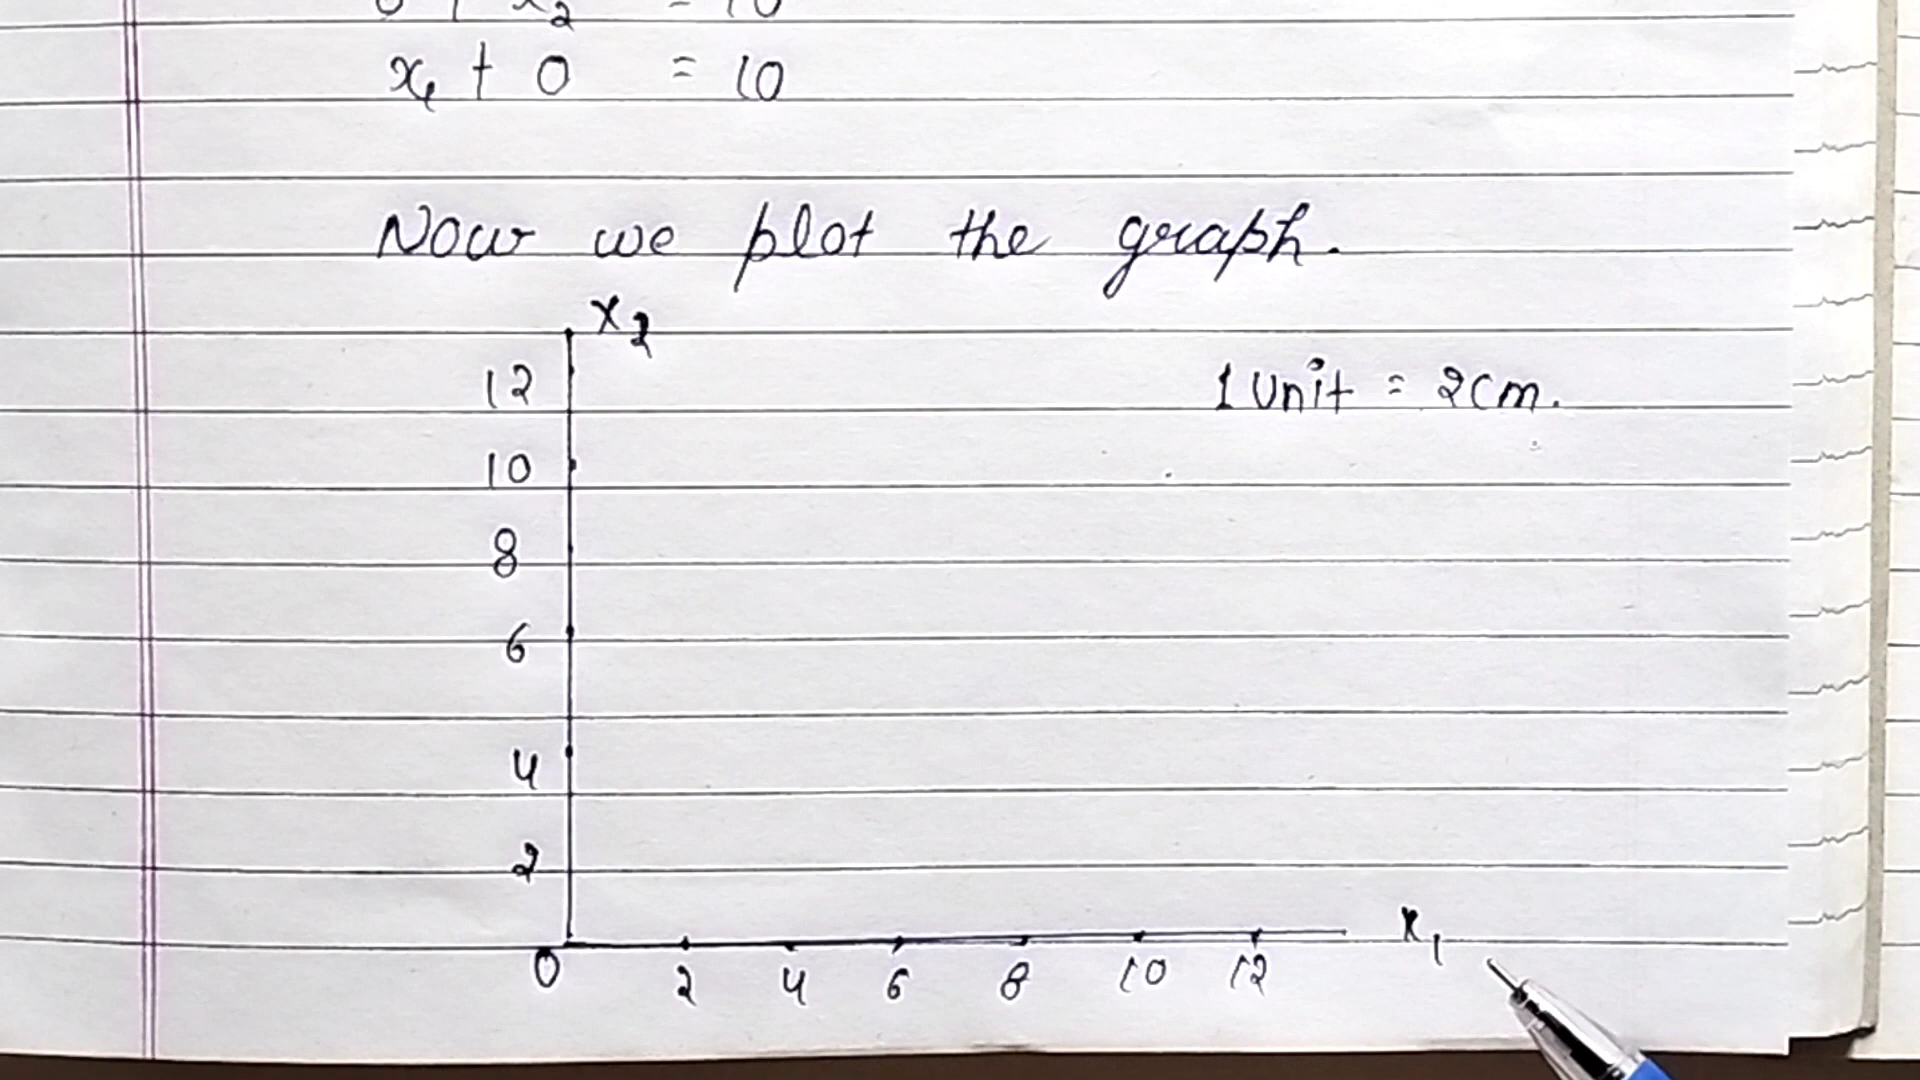 x₁ + 0 = 10
Now we plot the graph.
x₂
1 Unit = 2cm.
12
10
8
6
4
2
x₁
0 2 4 6 8 10 12